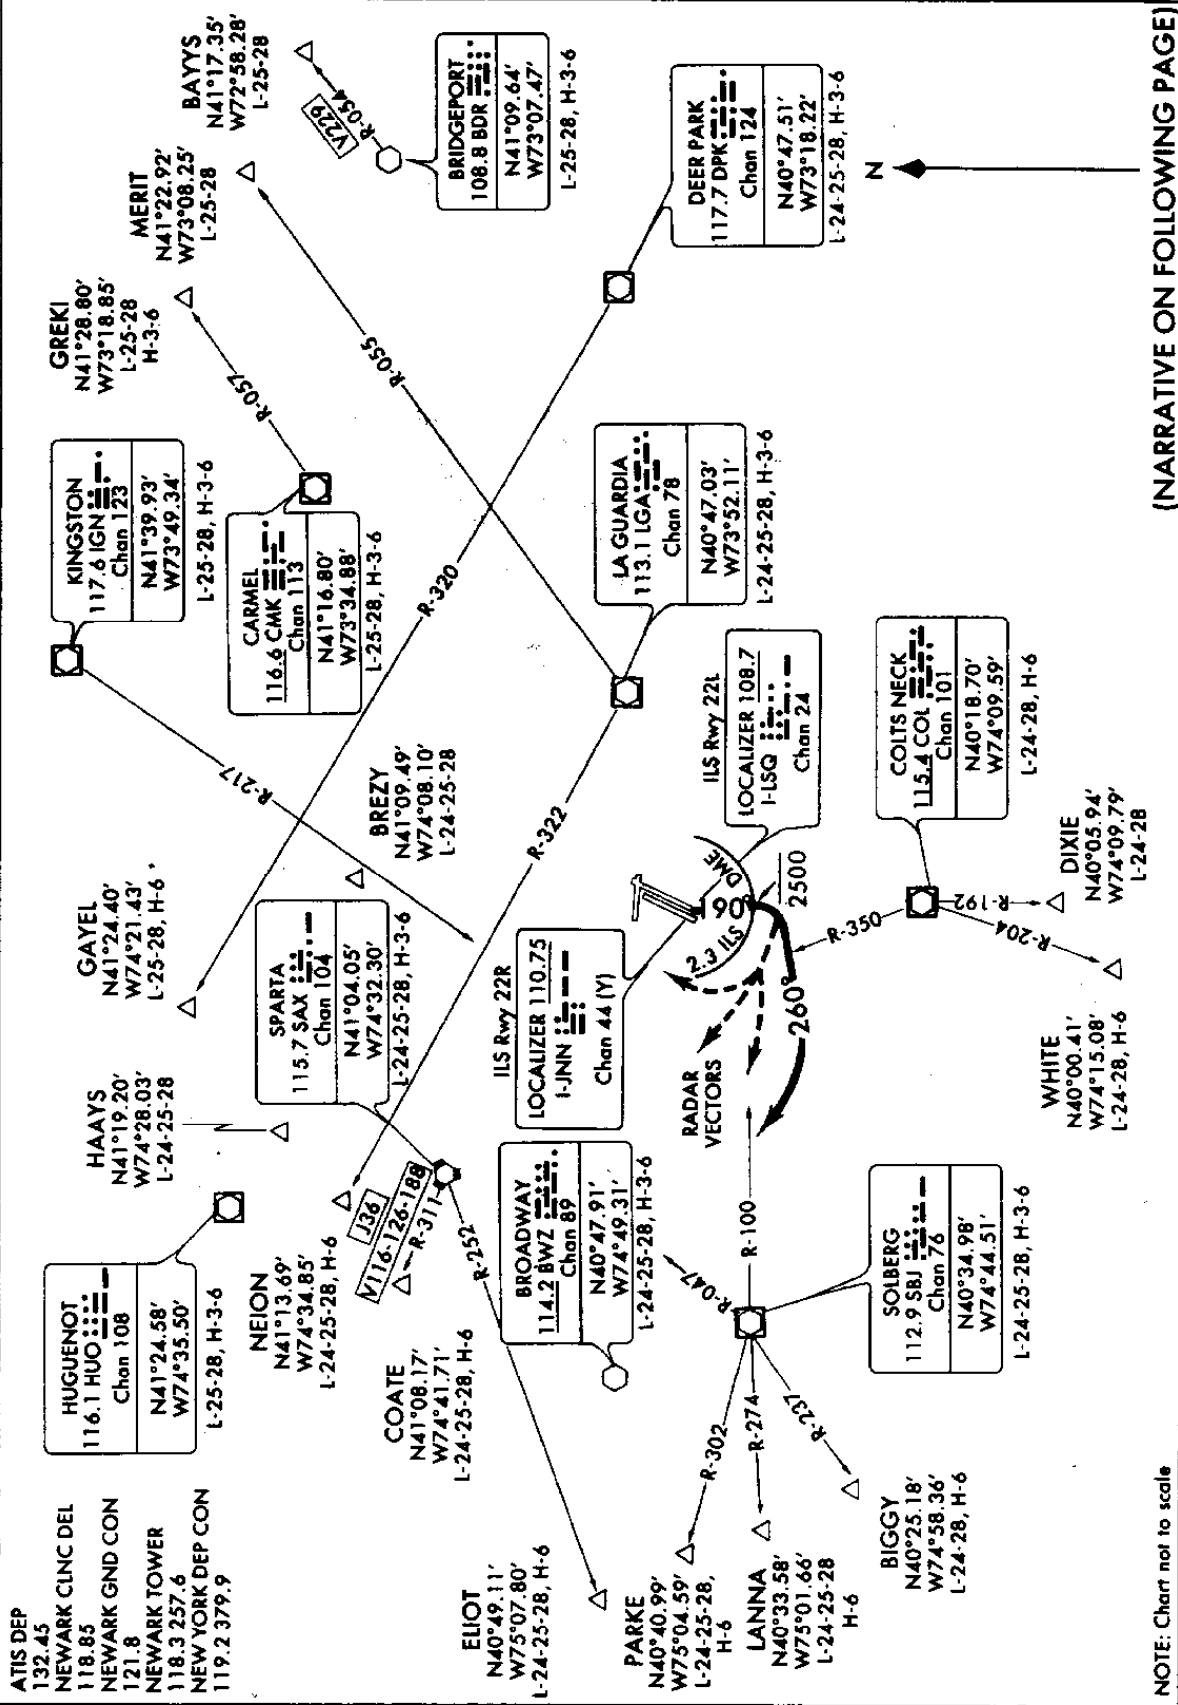 ATIS DEP
132.45
NEWARK CLNC DEL
118.85
NEWARK GND CON
121.8
NEWARK TOWER
118.3 257.6
NEW YORK DEP CON
119.2 379.9
HUGUENOT
116.1 HUO
Chan 108
N41°24.58'
W74°35.50'
L-25-28, H-3-6
HAAYS
N41°19.20'
W74°28.03'
L-24-25-28
GAYEL
N41°24.40'
W74°21.43'
L-25-28, H-6
KINGSTON
117.6 IGN
Chan 123
N41°39.93'
W73°49.34'
L-25-28, H-3-6
R-217
GREKI
N41°28.80'
W73°18.85'
L-25-28
H-3-6
R-057
MERIT
N41°22.92'
W73°08.25'
L-25-28
BAYYS
N41°17.35'
W72°58.28'
L-25-28
V229
R-054
BRIDGEPORT
108.8 BDR
N41°09.64'
W73°07.47'
L-25-28, H-3-6
CARMEL
116.6 CMK
Chan 113
N41°16.80'
W73°34.88'
L-25-28, H-3-6
R-320
R-055
NEION
N41°13.69'
W74°34.85'
L-24-25-28, H-6
J36
V116-126-188
R-311
SPARTA
115.7 SAX
Chan 104
N41°04.05'
W74°32.30'
L-24-25-28, H-3-6
BREZY
N41°09.49'
W74°08.10'
L-24-25-28
R-322
COATE
N41°08.17'
W74°41.71'
L-24-25-28, H-6
R-252
DEER PARK
117.7 DPK
Chan 124
N40°47.51'
W73°18.22'
L-24-25-28, H-3-6
LA GUARDIA
113.1 LGA
Chan 78
N40°47.03'
W73°52.11'
L-24-25-28, H-3-6
ELIOT
N40°49.11'
W75°07.80'
L-24-25-28, H-6
BROADWAY
114.2 BWZ
Chan 89
N40°47.91'
W74°49.31'
L-24-25-28, H-3-6
ILS Rwy 22R
LOCALIZER 110.75
I-JNN
Chan 44 (Y)
ILS Rwy 22L
LOCALIZER 108.7
I-LSQ
Chan 24
2.3 ILS DME
190°
2500
260°
RADAR
VECTORS
PARKE
N40°40.99'
W75°04.59'
L-24-25-28,
H-6
R-302
R-047
R-100
LANNA
N40°33.58'
W75°01.66'
L-24-25-28
H-6
R-274
R-237
BIGGY
N40°25.18'
W74°58.36'
L-24-28, H-6
SOLBERG
112.9 SBJ
Chan 76
N40°34.98'
W74°44.51'
L-24-25-28, H-3-6
R-350
COLTS NECK
115.4 COL
Chan 101
N40°18.70'
W74°09.59'
L-24-28, H-6
R-192
R-204
WHITE
N40°00.41'
W74°15.08'
L-24-28, H-6
DIXIE
N40°05.94'
W74°09.79'
L-24-28
N
NOTE: Chart not to scale
(NARRATIVE ON FOLLOWING PAGE)